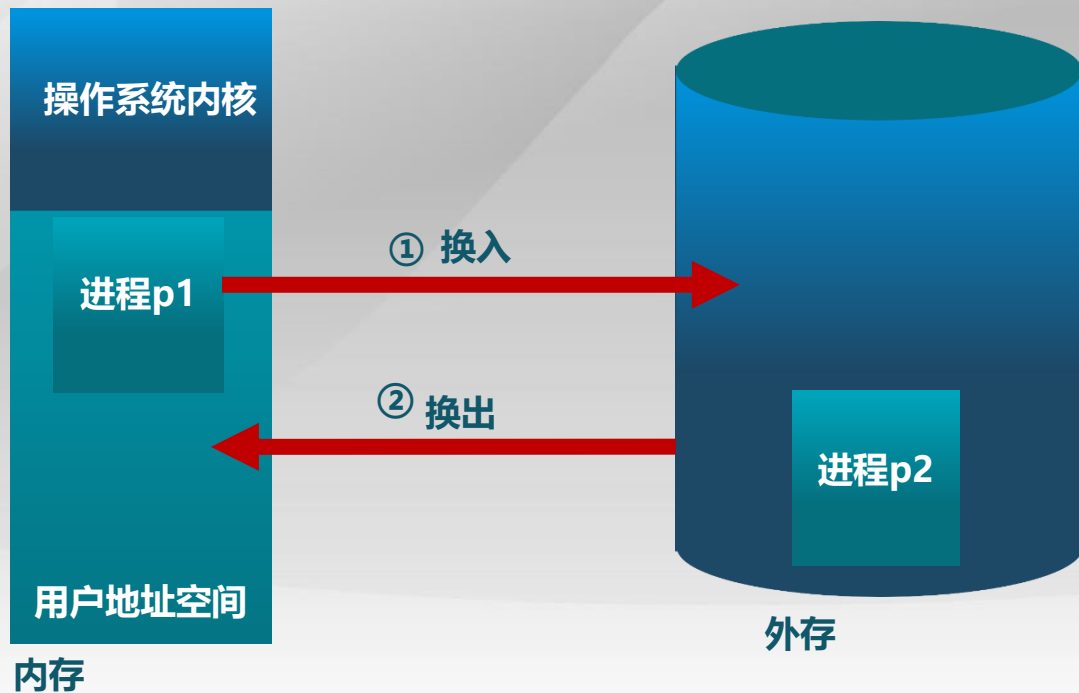 操作系统内核
① 换入
进程p1
② 换出
进程p2
用户地址空间
外存
内存